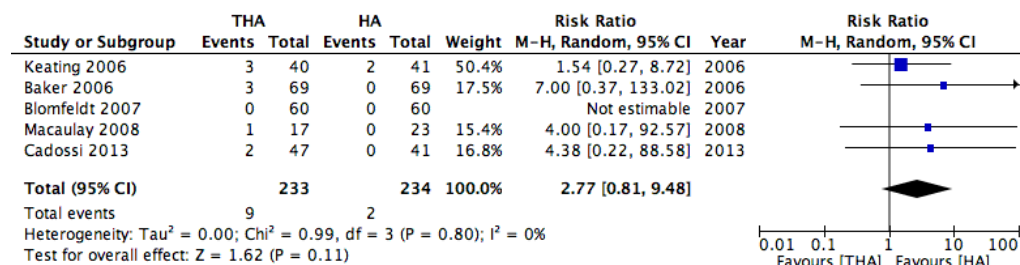 THA HA Risk Ratio Risk Ratio
Study or Subgroup Events Total Events Total Weight M-H, Random, 95% CI Year M-H, Random, 95% CI
Keating 2006 3 40 2 41 50.4% 1.54 [0.27, 8.72] 2006
Baker 2006 3 69 0 69 17.5% 7.00 [0.37, 133.02] 2006
Blomfeldt 2007 0 60 0 60 Not estimable 2007
Macaulay 2008 1 17 0 23 15.4% 4.00 [0.17, 92.57] 2008
Cadossi 2013 2 47 0 41 16.8% 4.38 [0.22, 88.58] 2013
Total (95% CI) 233 234 100.0% 2.77 [0.81, 9.48]
Total events 9 2
Heterogeneity: Tau² = 0.00; Chi² = 0.99, df = 3 (P = 0.80); I² = 0%
Test for overall effect: Z = 1.62 (P = 0.11)
0.01 0.1 1 10 100
Favours [THA] Favours [HA]